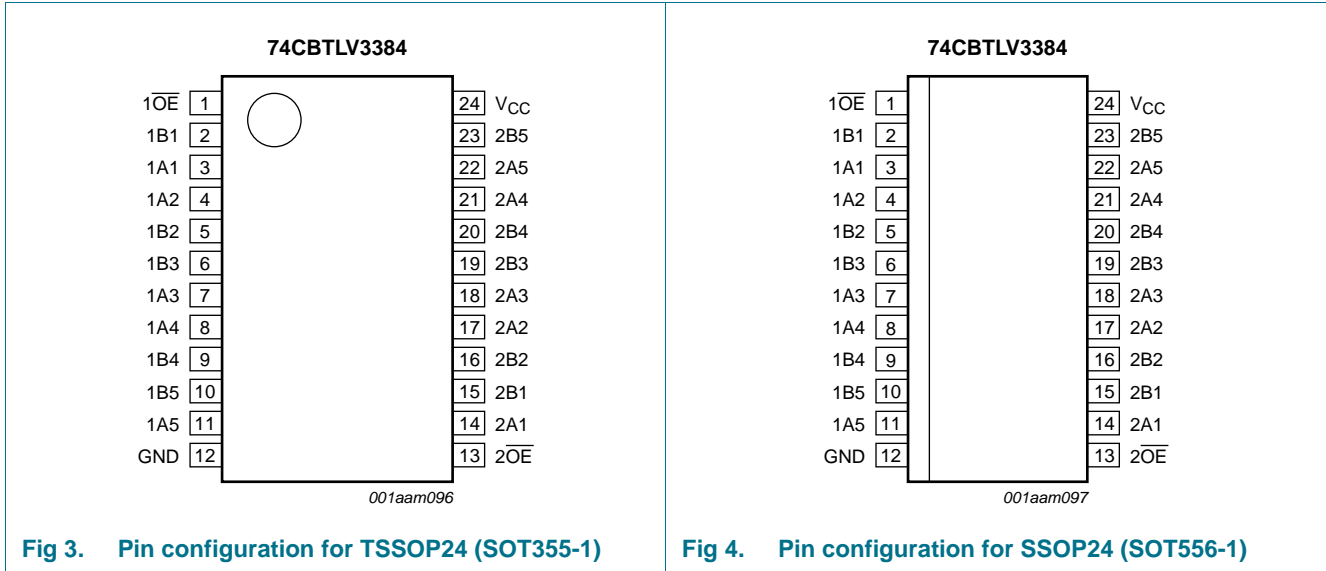 74CBTLV3384
1O̅E̅ 1
1B1 2
1A1 3
1A2 4
1B2 5
1B3 6
1A3 7
1A4 8
1B4 9
1B5 10
1A5 11
GND 12
24 VCC
23 2B5
22 2A5
21 2A4
20 2B4
19 2B3
18 2A3
17 2A2
16 2B2
15 2B1
14 2A1
13 2O̅E̅
001aam096
Fig 3. Pin configuration for TSSOP24 (SOT355-1)
74CBTLV3384
1O̅E̅ 1
1B1 2
1A1 3
1A2 4
1B2 5
1B3 6
1A3 7
1A4 8
1B4 9
1B5 10
1A5 11
GND 12
24 VCC
23 2B5
22 2A5
21 2A4
20 2B4
19 2B3
18 2A3
17 2A2
16 2B2
15 2B1
14 2A1
13 2O̅E̅
001aam097
Fig 4. Pin configuration for SSOP24 (SOT556-1)